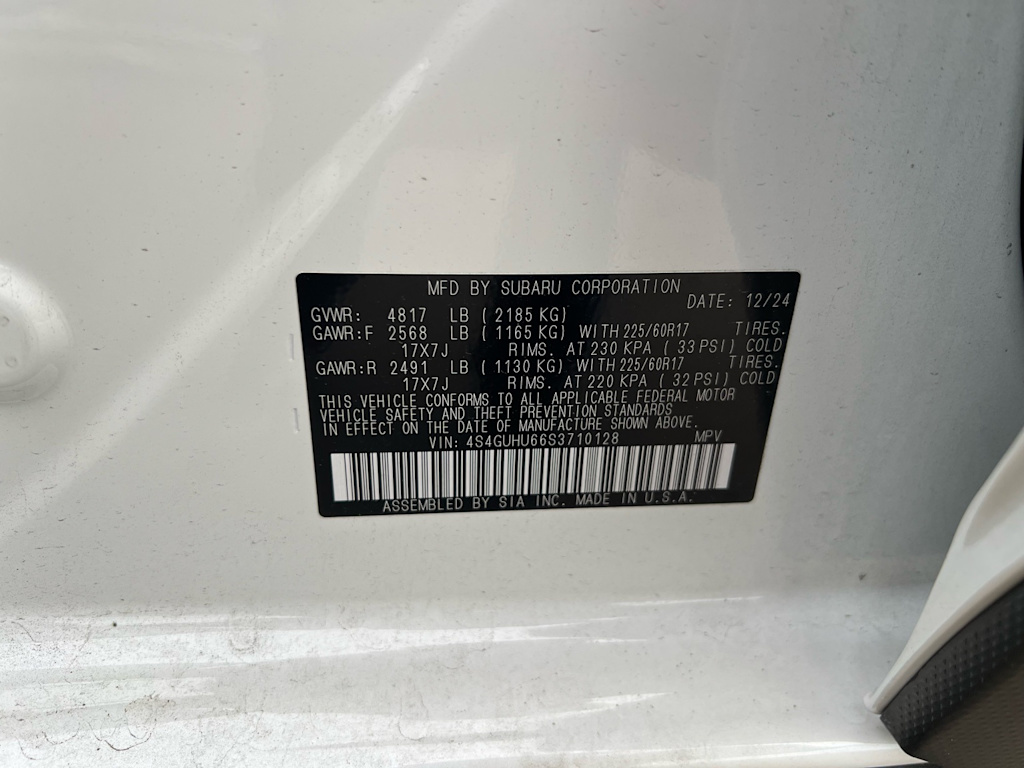 MFD BY SUBARU CORPORATION
DATE: 12/24
GVWR: 4817 LB ( 2185 KG)
GAWR:F 2568 LB ( 1165 KG) WITH 225/60R17 TIRES.
17X7J RIMS. AT 230 KPA ( 33 PSI) COLD
GAWR:R 2491 LB ( 1130 KG) WITH 225/60R17 TIRES.
17X7J RIMS. AT 220 KPA ( 32 PSI) COLD
THIS VEHICLE CONFORMS TO ALL APPLICABLE FEDERAL MOTOR
VEHICLE SAFETY AND THEFT PREVENTION STANDARDS
IN EFFECT ON THE DATE OF MANUFACTURE SHOWN ABOVE.
VIN: 4S4GUHU66S3710128 MPV
ASSEMBLED BY SIA INC. MADE IN U.S.A.